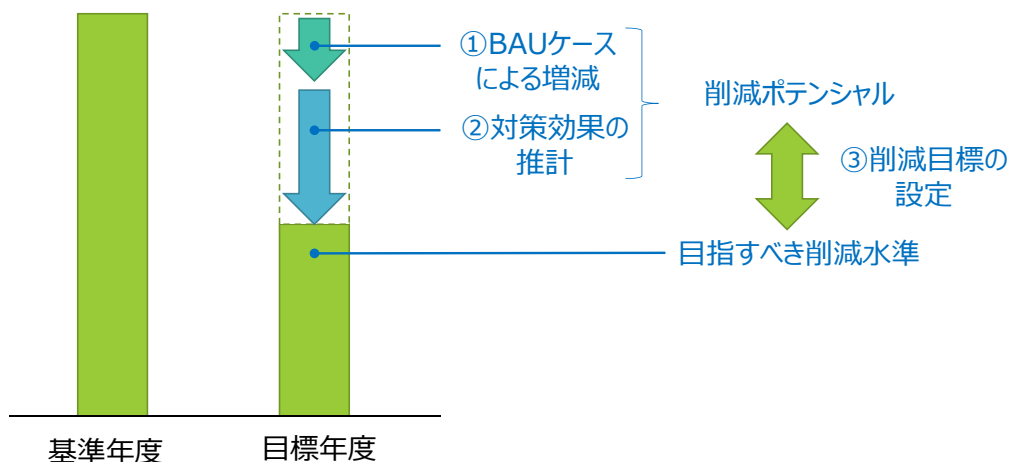 ①BAUケース
による増減
②対策効果の
推計
削減ポテンシャル
③削減目標の
設定
目指すべき削減水準
基準年度
目標年度